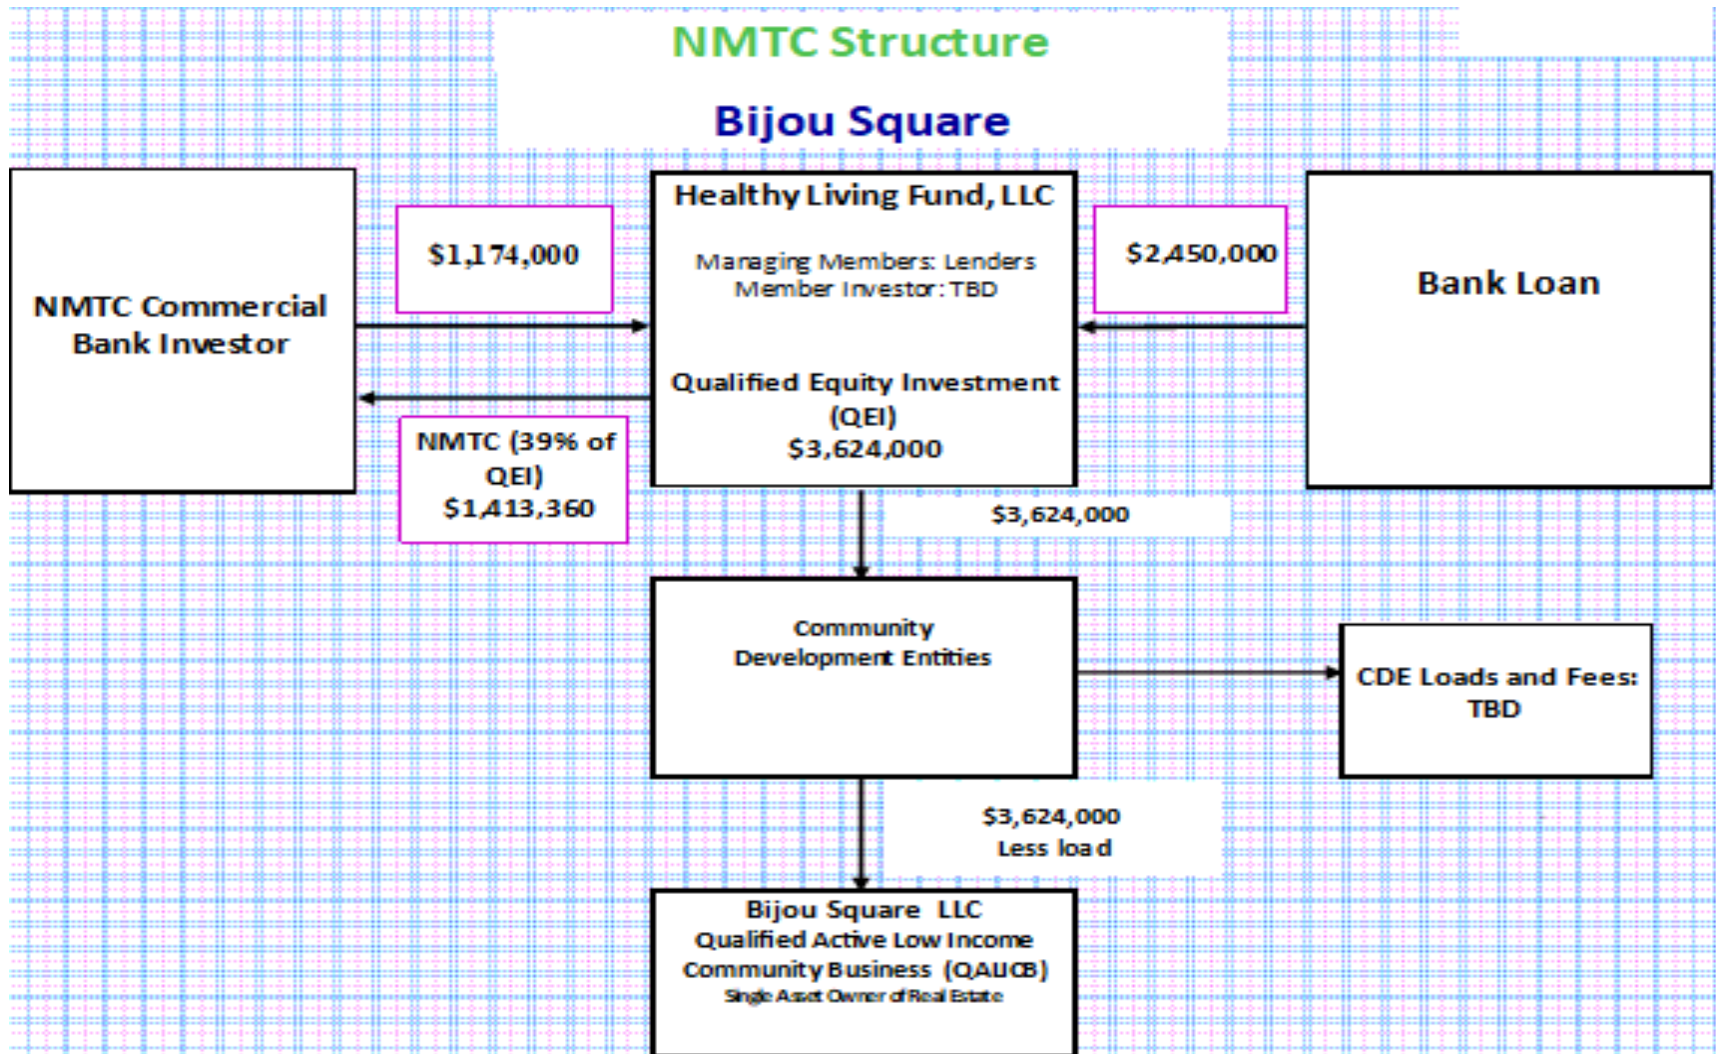 NMTC Structure
Bijou Square
NMTC Commercial
Bank Investor
$1,174,000
NMTC (39% of
QEI)
$1,413,360
Healthy Living Fund, LLC
Managing Members: Lenders
Member Investor: TBD
Qualified Equity Investment
(QEI)
$3,624,000
$2,450,000
Bank Loan
$3,624,000
Community
Development Entities
CDE Loads and Fees:
TBD
$3,624,000
Less load
Bijou Square LLC
Qualified Active Low Income
Community Business (QALICB)
Single Asset Owner of Real Estate